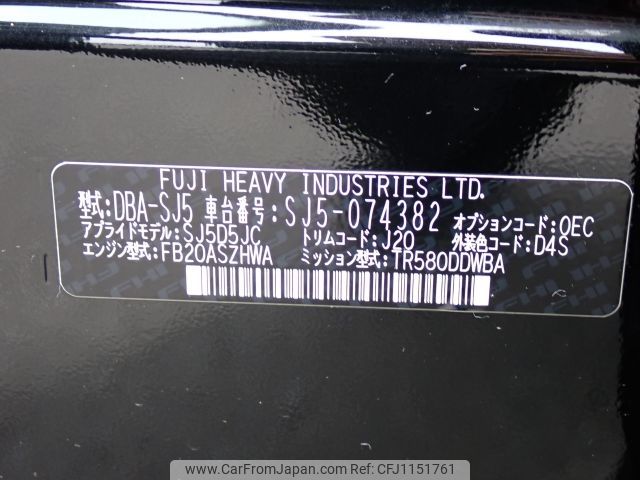 FUJI HEAVY INDUSTRIES LTD.
型式:DBA-SJ5 車台番号:SJ5-074382 オプションコード:OEC
アプライドモデル:SJ5D5JC トリムコード:J20 外装色コード:D4S
エンジン型式:FB20ASZHWA ミッション型式:TR580DDWBA
www.CarFromJapan.com - CFJ1151761